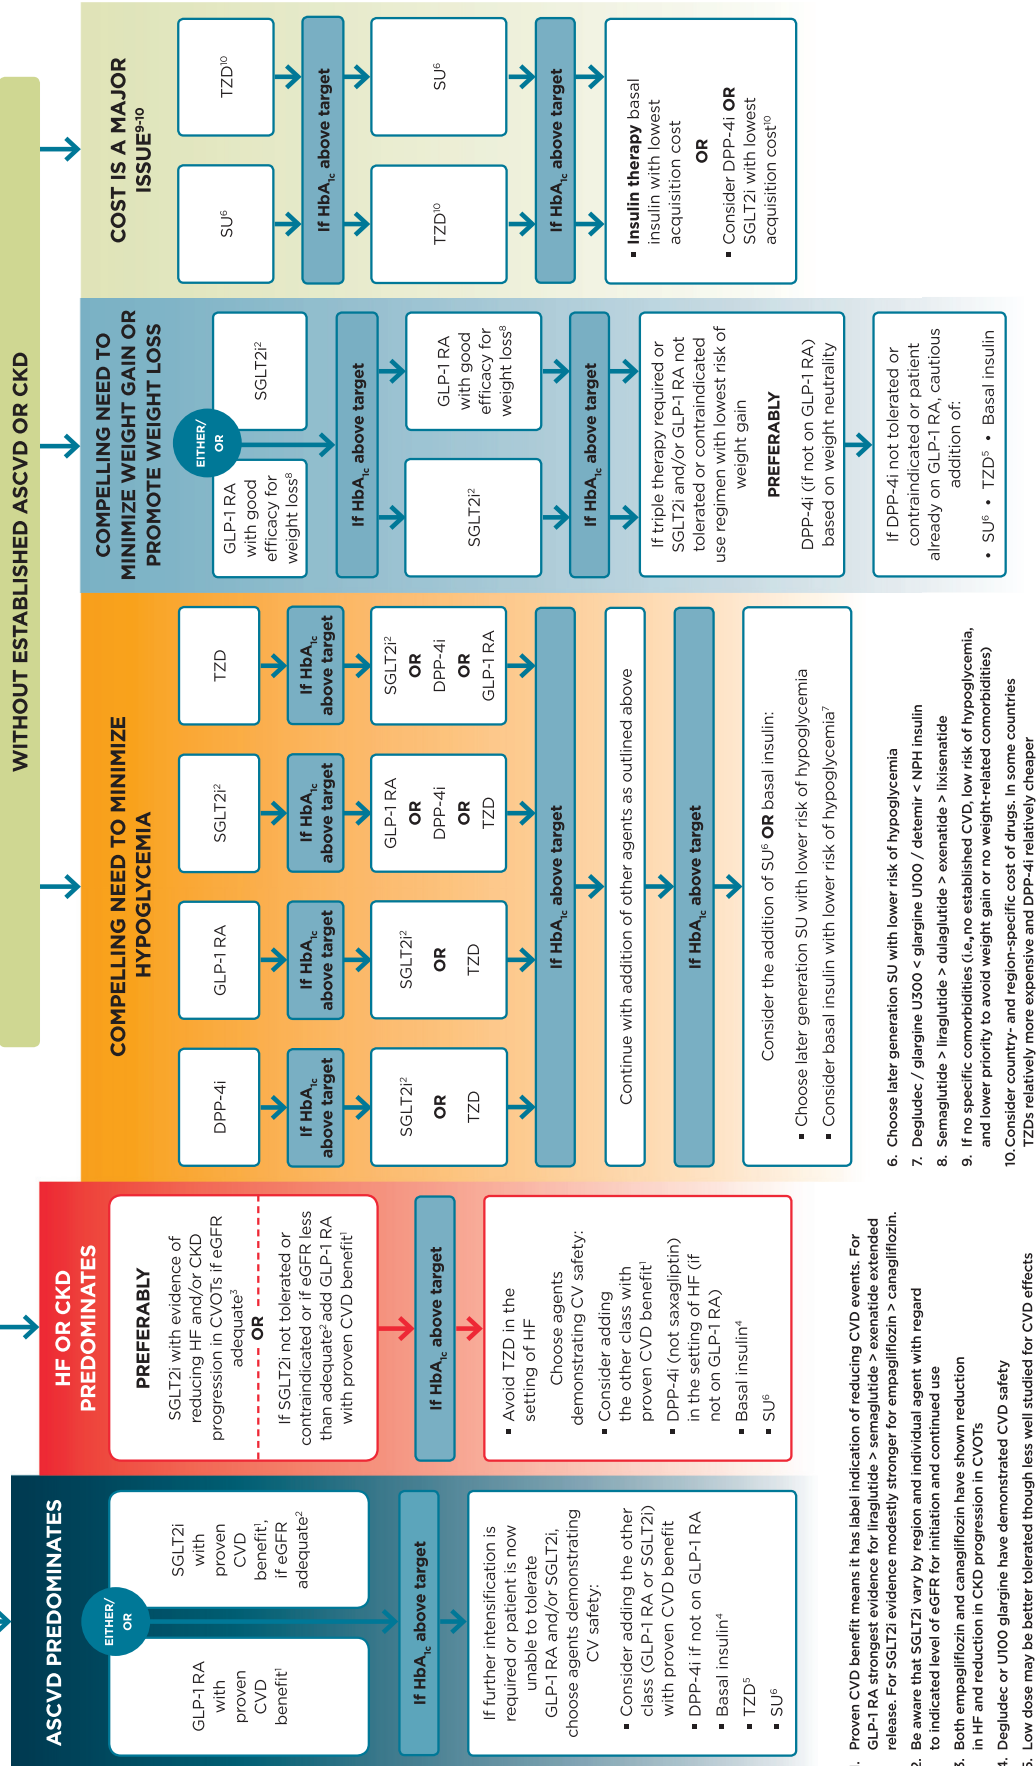 WITHOUT ESTABLISHED ASCVD OR CKD
ASCVD PREDOMINATES
EITHER/
OR
GLP-1 RA
with
proven
CVD
benefit¹
SGLT2i
with
proven
CVD
benefit¹,
if eGFR
adequate²
If HbA1c above target
If further intensification is
required or patient is now
unable to tolerate
GLP-1 RA and/or SGLT2i,
choose agents demonstrating
CV safety:
▪ Consider adding the other
class (GLP-1 RA or SGLT2i)
with proven CVD benefit
▪ DPP-4i if not on GLP-1 RA
▪ Basal insulin⁴
▪ TZD⁵
▪ SU⁶
HF OR CKD
PREDOMINATES
PREFERABLY
SGLT2i with evidence of
reducing HF and/or CKD
progression in CVOTs if eGFR
adequate³
OR
If SGLT2i not tolerated or
contraindicated or if eGFR less
than adequate² add GLP-1 RA
with proven CVD benefit¹
If HbA1c above target
▪ Avoid TZD in the
setting of HF
Choose agents
demonstrating CV safety:
▪ Consider adding
the other class with
proven CVD benefit¹
▪ DPP-4i (not saxagliptin)
in the setting of HF (if
not on GLP-1 RA)
▪ Basal insulin⁴
▪ SU⁶
COMPELLING NEED TO MINIMIZE
HYPOGLYCEMIA
DPP-4i
GLP-1 RA
SGLT2i²
TZD
If HbA1c
above target
If HbA1c
above target
If HbA1c
above target
If HbA1c
above target
SGLT2i²
OR
TZD
SGLT2i²
OR
TZD
GLP-1 RA
OR
DPP-4i
OR
TZD
SGLT2i²
OR
DPP-4i
OR
GLP-1 RA
If HbA1c above target
Continue with addition of other agents as outlined above
If HbA1c above target
Consider the addition of SU⁶ OR basal insulin:
▪ Choose later generation SU with lower risk of hypoglycemia
▪ Consider basal insulin with lower risk of hypoglycemia⁷
COMPELLING NEED TO
MINIMIZE WEIGHT GAIN OR
PROMOTE WEIGHT LOSS
EITHER/
OR
GLP-1 RA
with good
efficacy for
weight loss⁸
SGLT2i²
If HbA1c above target
SGLT2i²
GLP-1 RA
with good
efficacy for
weight loss⁸
If HbA1c above target
If triple therapy required or
SGLT2i and/or GLP-1 RA not
tolerated or contraindicated
use regimen with lowest risk of
weight gain
PREFERABLY
DPP-4i (if not on GLP-1 RA)
based on weight neutrality
If DPP-4i not tolerated or
contraindicated or patient
already on GLP-1 RA, cautious
addition of:
• SU⁶ • TZD⁵ • Basal insulin
COST IS A MAJOR
ISSUE⁹⁻¹⁰
SU⁶
TZD¹⁰
If HbA1c above target
TZD¹⁰
SU⁶
If HbA1c above target
▪ Insulin therapy basal
insulin with lowest
acquisition cost
OR
▪ Consider DPP-4i OR
SGLT2i with lowest
acquisition cost¹⁰
1. Proven CVD benefit means it has label indication of reducing CVD events. For
GLP-1 RA strongest evidence for liraglutide > semaglutide > exenatide extended
release. For SGLT2i evidence modestly stronger for empagliflozin > canagliflozin.
2. Be aware that SGLT2i vary by region and individual agent with regard
to indicated level of eGFR for initiation and continued use
3. Both empagliflozin and canagliflozin have shown reduction
in HF and reduction in CKD progression in CVOTs
4. Degludec or U100 glargine have demonstrated CVD safety
5. Low dose may be better tolerated though less well studied for CVD effects
6. Choose later generation SU with lower risk of hypoglycemia
7. Degludec / glargine U300 < glargine U100 / detemir < NPH insulin
8. Semaglutide > liraglutide > dulaglutide > exenatide > lixisenatide
9. If no specific comorbidities (i.e., no established CVD, low risk of hypoglycemia,
and lower priority to avoid weight gain or no weight-related comorbidities)
10. Consider country- and region-specific cost of drugs. In some countries
TZDs relatively more expensive and DPP-4i relatively cheaper